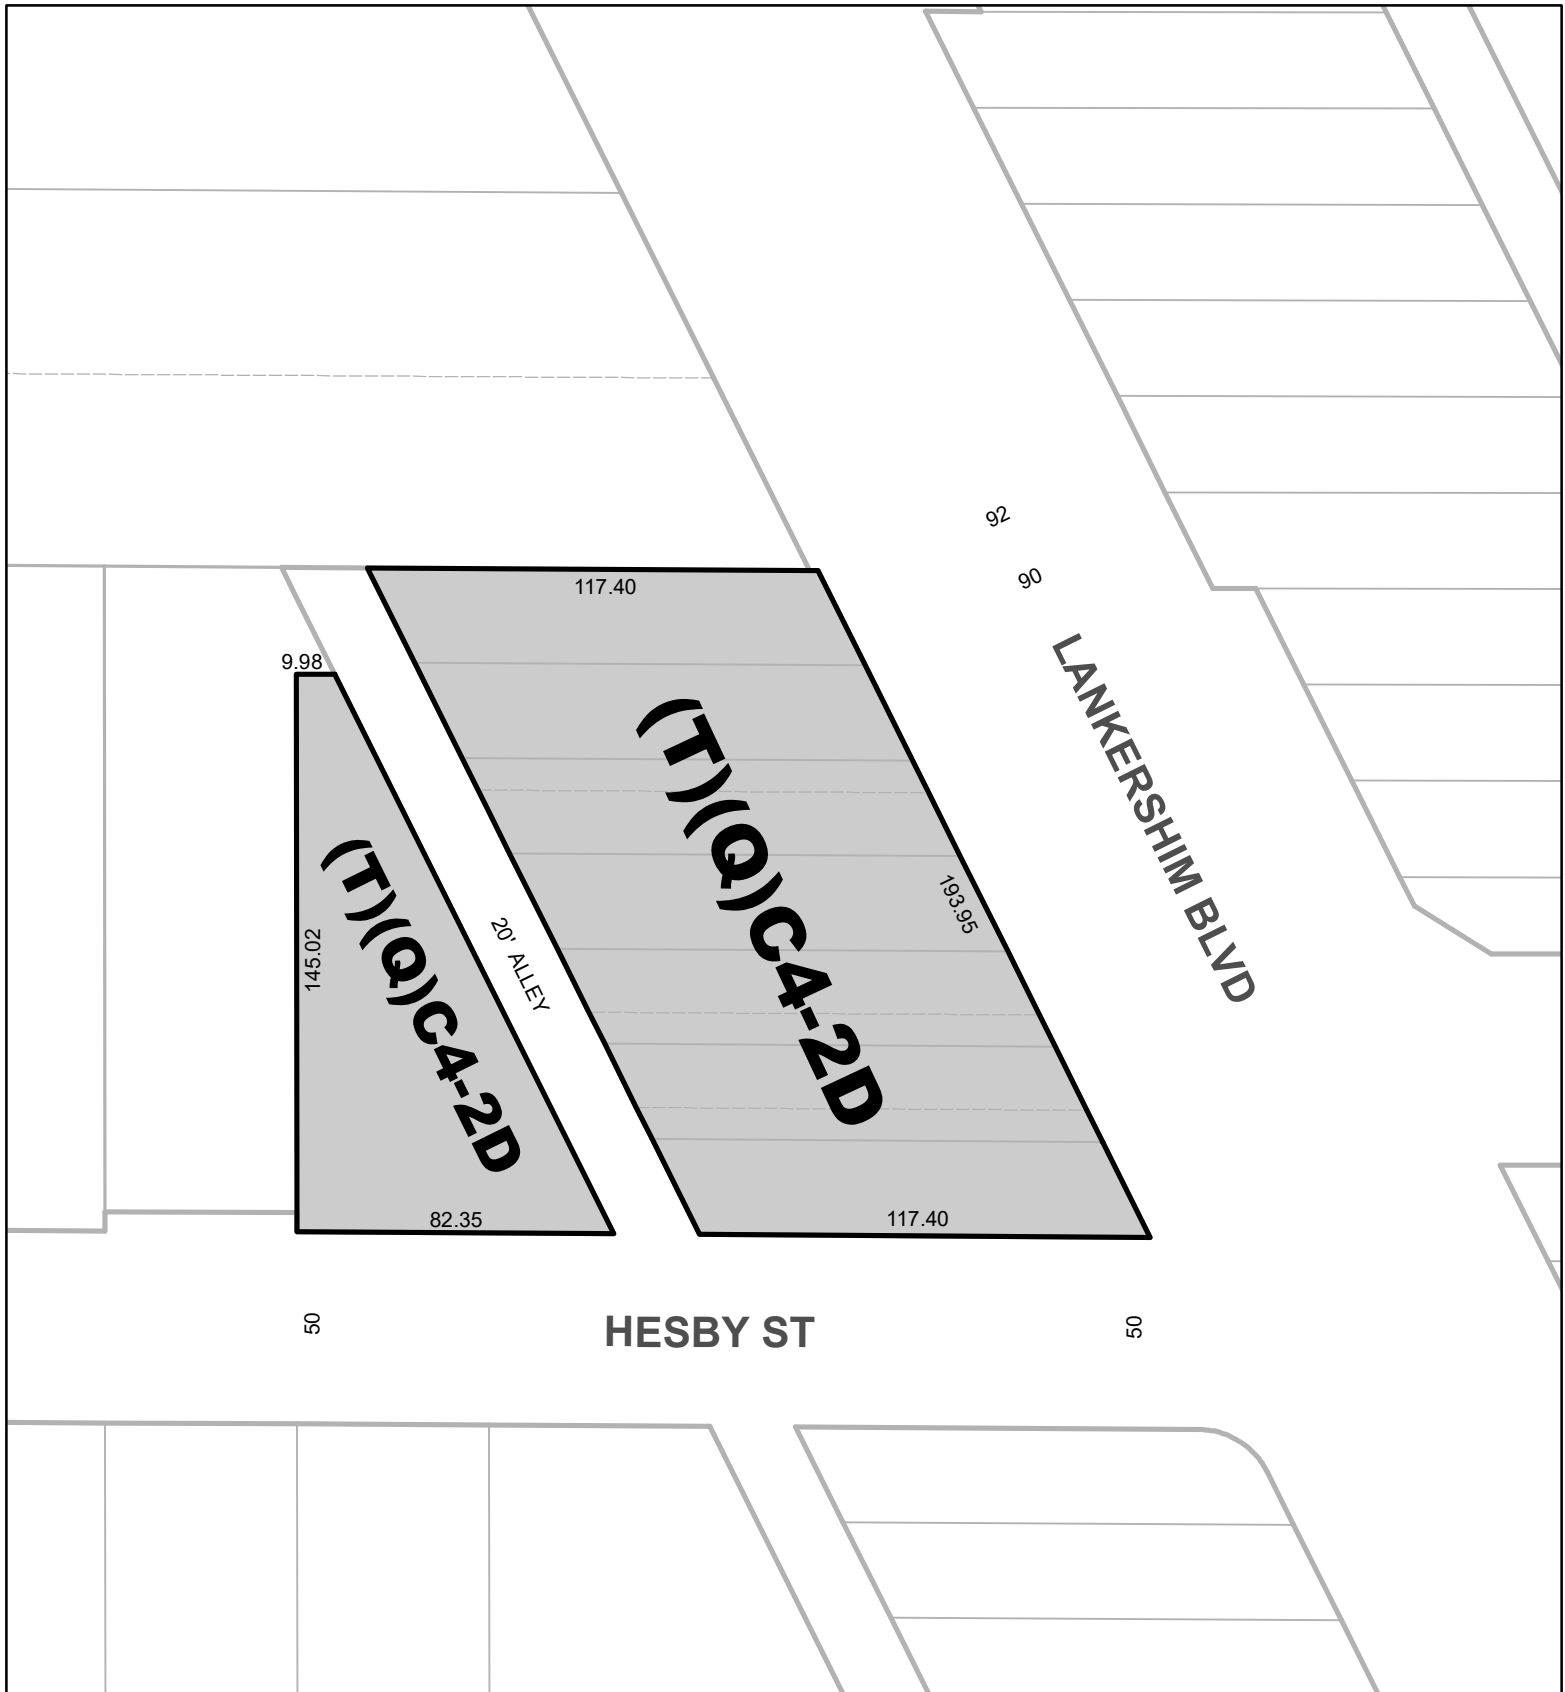 92
90
LANKERSHIM BLVD
117.40
9.98
(T)(Q)C4-2D
193.95
(T)(Q)C4-2D
145.02
20' ALLEY
82.35
117.40
50
HESBY ST
50